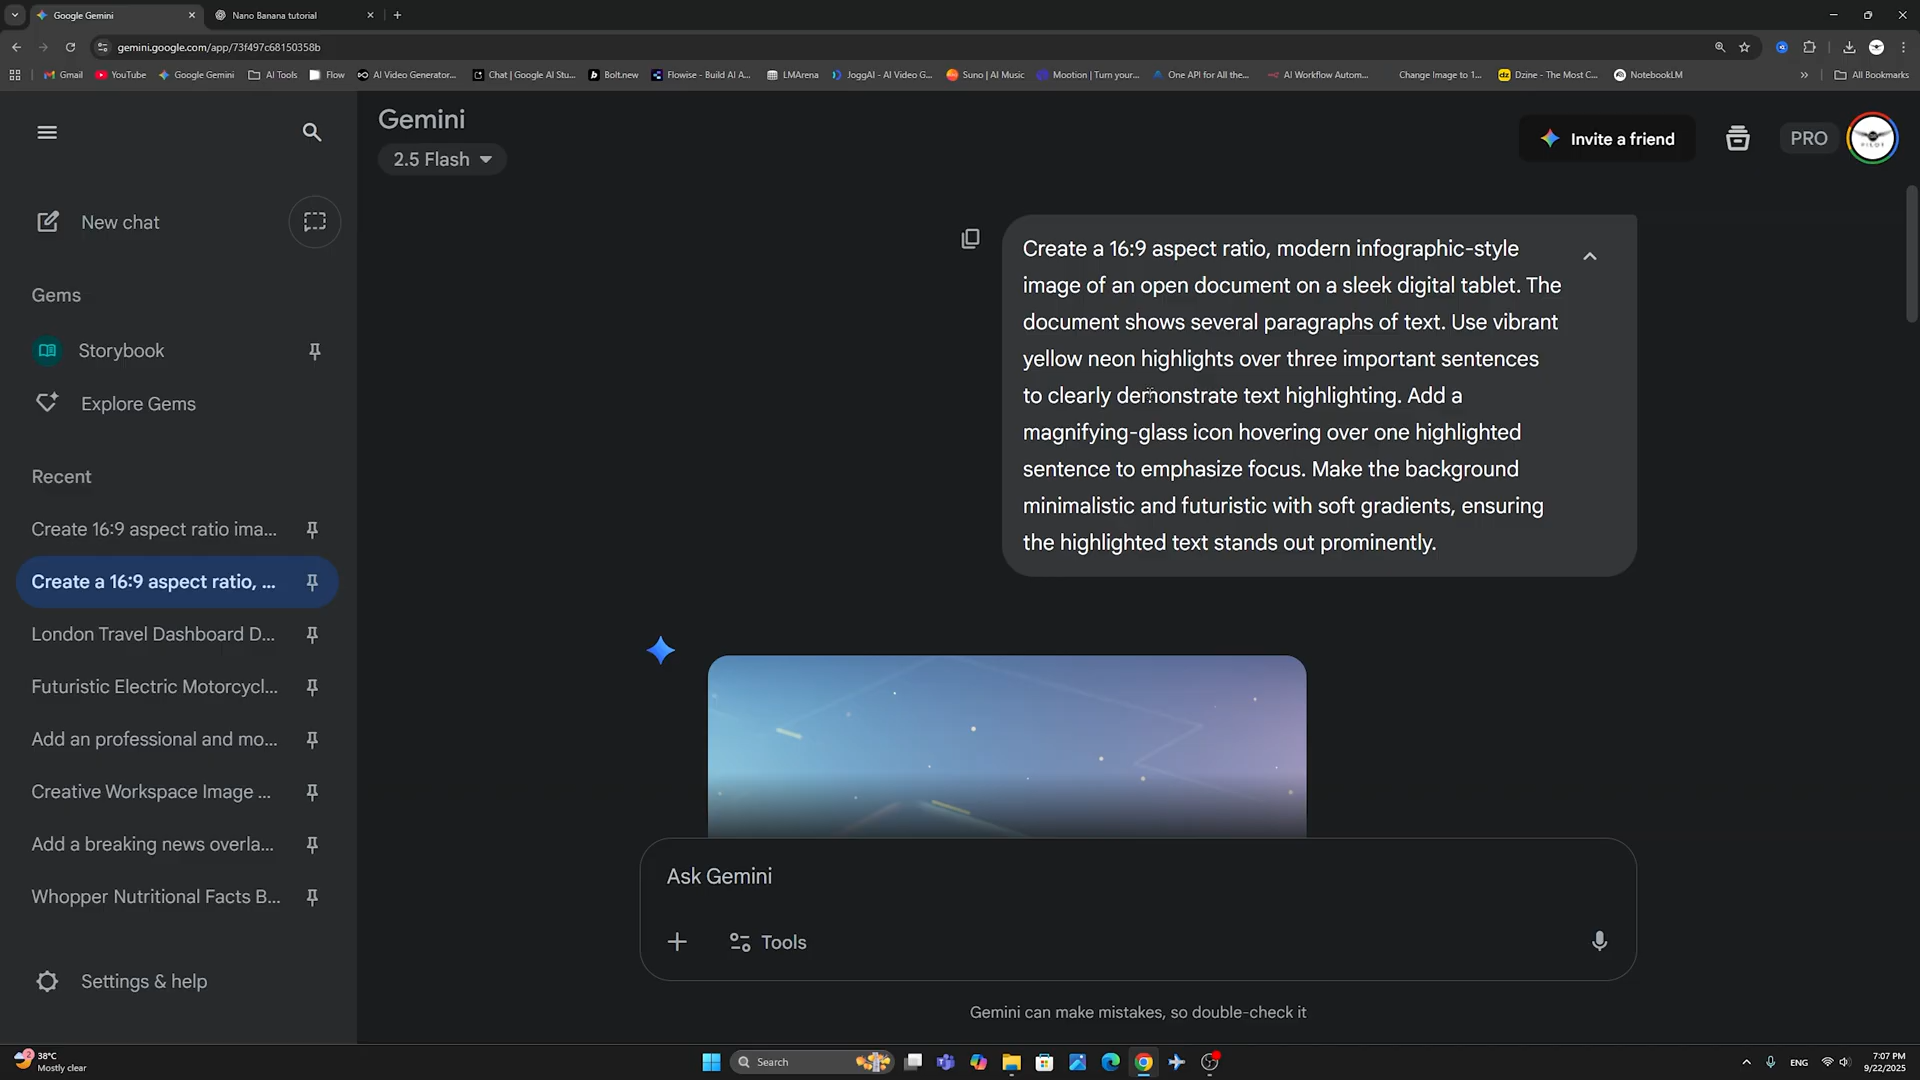 Google Gemini
Nano Banana tutorial
gemini.google.com/app/73f497c68150358b
Gmail
YouTube
Google Gemini
AI Tools
Flow
AI Video Generator...
Chat | Google AI Stu...
Bolt.new
Flowise - Build AI A...
LMArena
JoggAI - AI Video G...
Suno | AI Music
Mootion | Turn your...
One API for All the...
AI Workflow Autom...
Change Image to 1...
Dzine - The Most C...
NotebookLM
All Bookmarks
Gemini
2.5 Flash
Invite a friend
PRO
New chat
Gems
Storybook
Explore Gems
Recent
Create 16:9 aspect ratio ima...
Create a 16:9 aspect ratio, ...
London Travel Dashboard D...
Futuristic Electric Motorcycl...
Add an professional and mo...
Creative Workspace Image ...
Add a breaking news overla...
Whopper Nutritional Facts B...
Settings & help
Create a 16:9 aspect ratio, modern infographic-style
image of an open document on a sleek digital tablet. The
document shows several paragraphs of text. Use vibrant
yellow neon highlights over three important sentences
to clearly demonstrate text highlighting. Add a
magnifying-glass icon hovering over one highlighted
sentence to emphasize focus. Make the background
minimalistic and futuristic with soft gradients, ensuring
the highlighted text stands out prominently.
Ask Gemini
Tools
Gemini can make mistakes, so double-check it
38°C
Mostly clear
Search
ENG
7:07 PM
9/22/2025